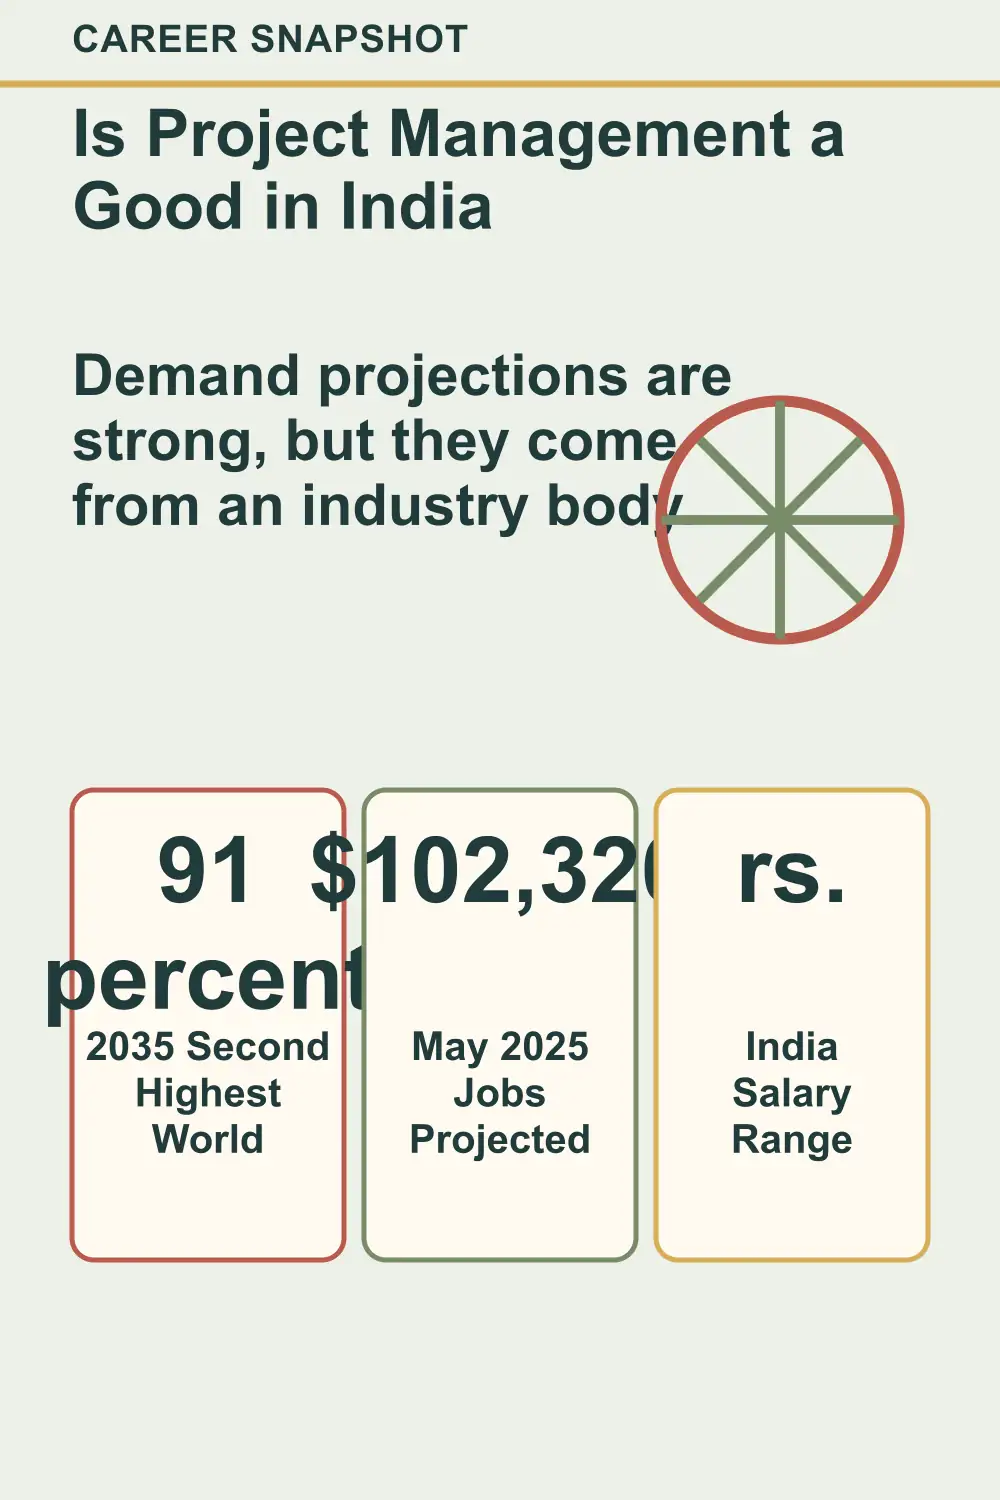 CAREER SNAPSHOT
Is Project Management a
Good in India
Demand projections are
strong, but they come
from an industry body
91
percent
2035 Second
Highest
World
$102,320
May 2025
Jobs
Projected
rs.
India
Salary
Range